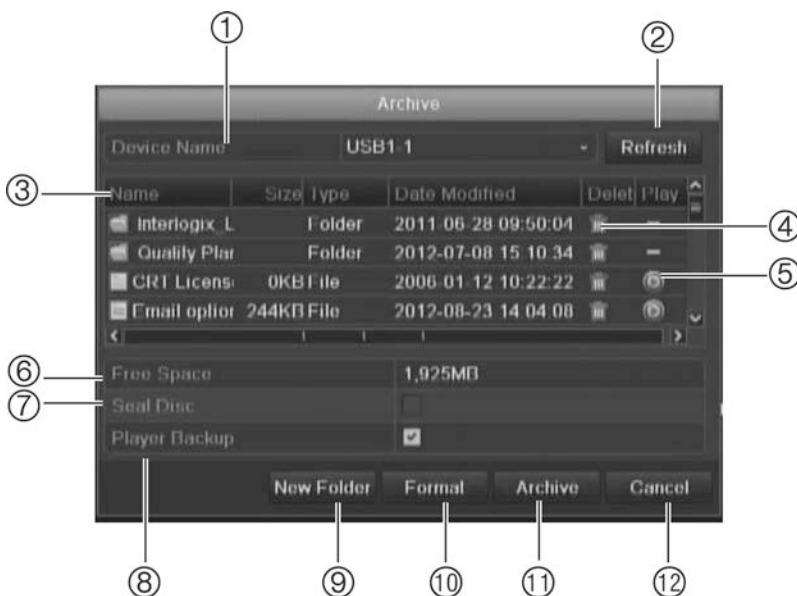 ① ②
Archive
Device Name USB1-1 Refresh
③ Name Size Type Date Modified Delet Play
Interlogix_L Folder 2011-06-28 09:50:04 – ④
Quality Plan Folder 2012-07-08 15:10:34 –
CRT Licens 0KB File 2006-01-12 10:22:22 ⑤
Email option 244KB File 2012-08-23 14:04:08
⑥ Free Space 1,925MB
⑦ Seal Disc
Player Backup
New Folder Format Archive Cancel
⑧ ⑨ ⑩ ⑪ ⑫